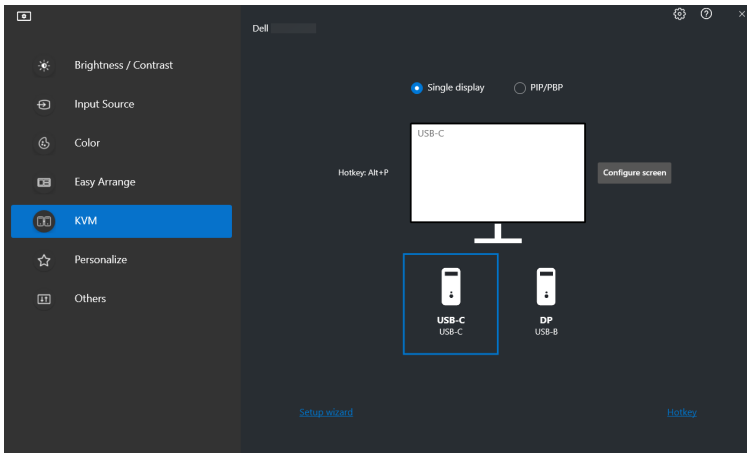 Dell
Brightness / Contrast
Input Source
Color
Easy Arrange
KVM
Personalize
Others
Single display
PIP/PBP
USB-C
Hotkey: Alt+P
Configure screen
USB-C
USB-C
DP
USB-B
Setup wizard
Hotkey